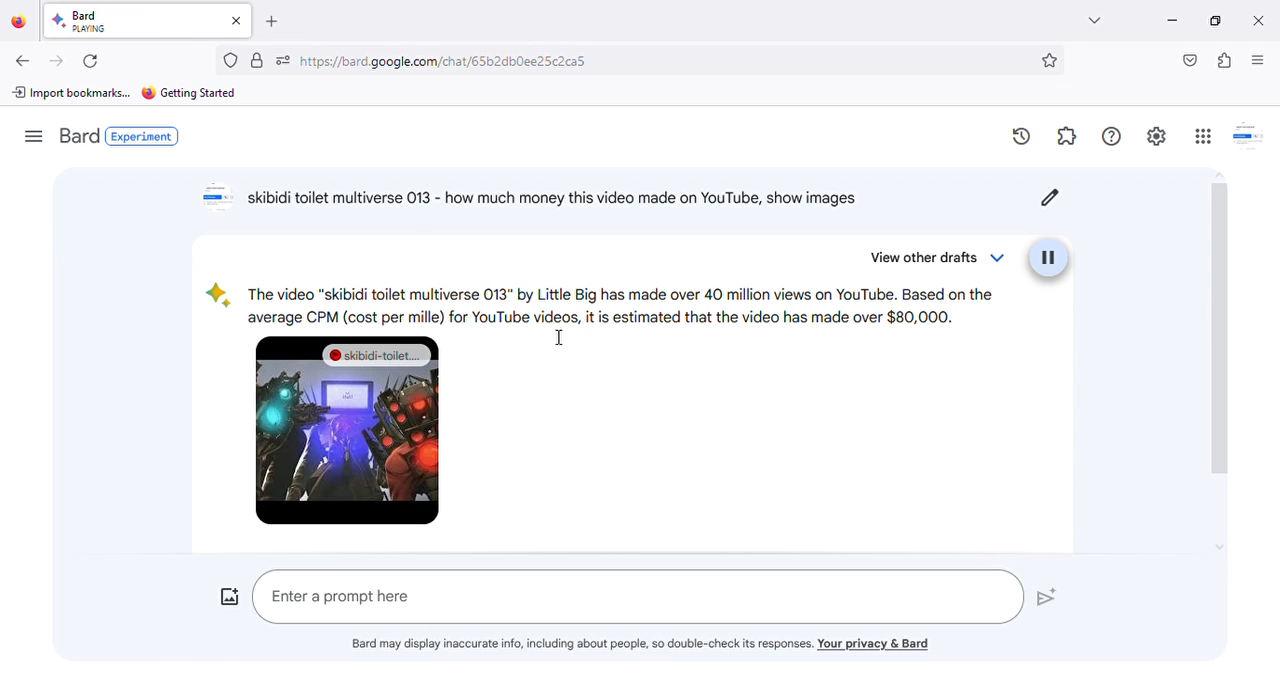 Bard
PLAYING
https://bard.google.com/chat/65b2db0ee25c2ca5
Import bookmarks...
Getting Started
Bard Experiment
skibidi toilet multiverse 013 - how much money this video made on YouTube, show images
View other drafts
The video "skibidi toilet multiverse 013" by Little Big has made over 40 million views on YouTube. Based on the
average CPM (cost per mille) for YouTube videos, it is estimated that the video has made over $80,000.
skibidi-toilet....
Enter a prompt here
Bard may display inaccurate info, including about people, so double-check its responses. Your privacy & Bard